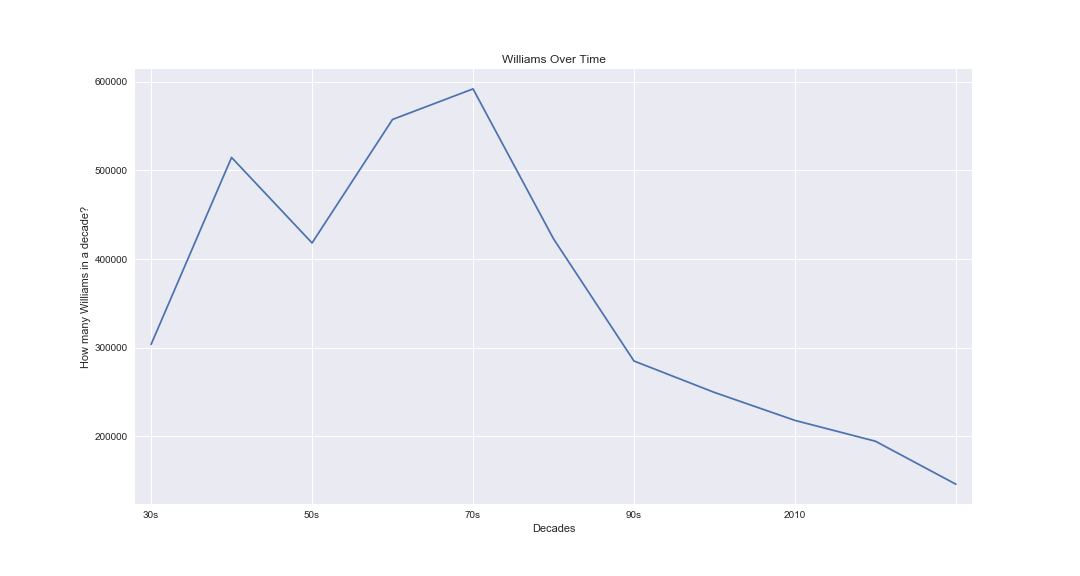 Williams Over Time
600000
500000
400000
300000
200000
How many Williams in a decade?
30s 50s 70s 90s 2010
Decades